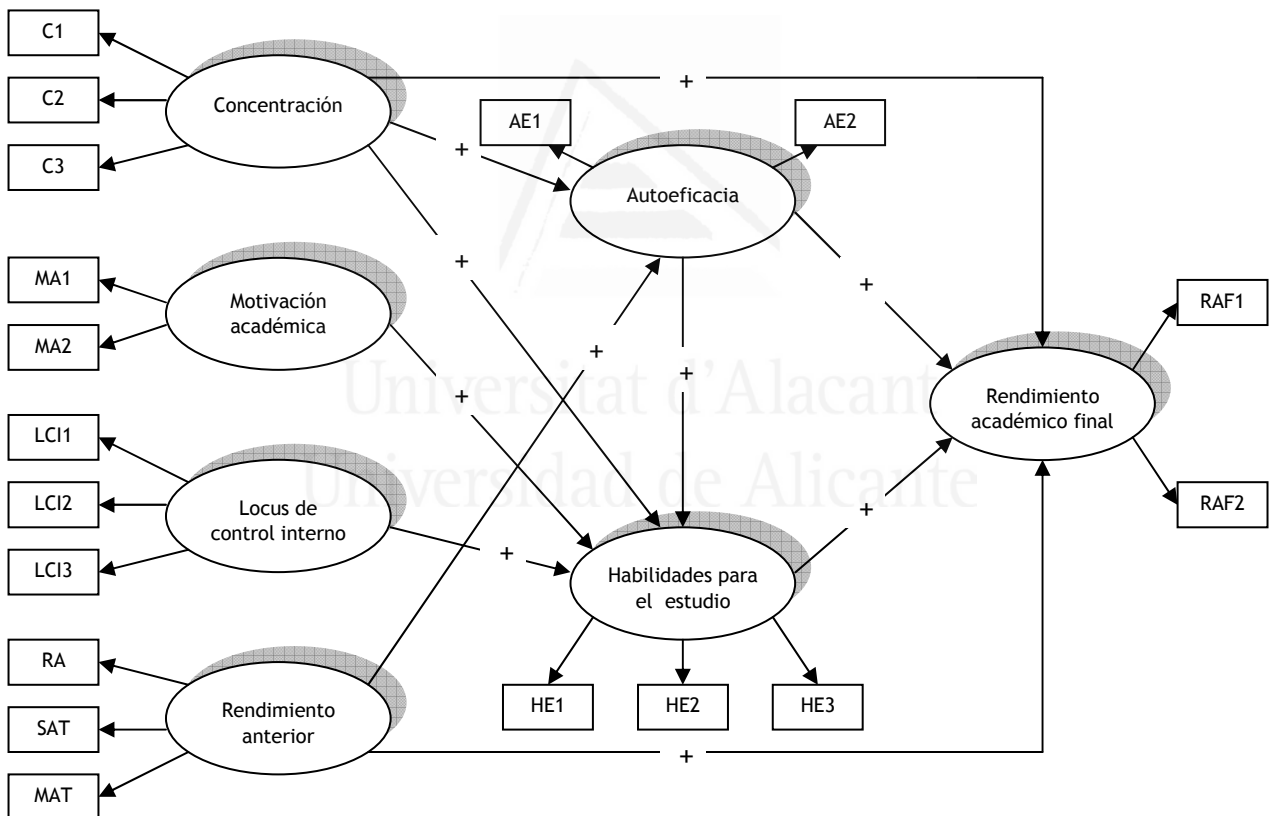 C1
C2
C3
Concentración
+
AE1
AE2
+
Autoeficacia
MA1
MA2
Motivación
académica
+
+
+
+
+
RAF1
RAF2
Rendimiento
académico final
Universitat d'Alacant
Universidad de Alicante
LCI1
LCI2
LCI3
Locus de
control interno
+
+
Habilidades para
el estudio
HE1
HE2
HE3
RA
SAT
MAT
Rendimiento
anterior
+